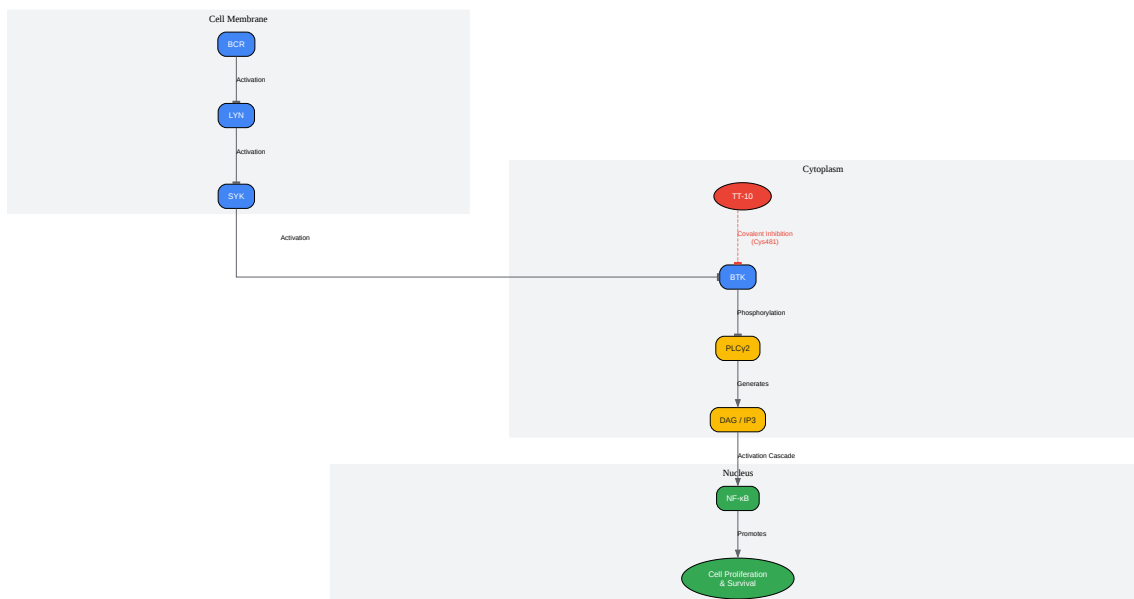 Cell Membrane
BCR
Activation
LYN
Activation
SYK
Activation
Cytoplasm
TT-10
Covalent Inhibition
(Cys481)
BTK
Phosphorylation
PLCγ2
Generates
DAG / IP3
Activation Cascade
Nucleus
NF-κB
Promotes
Cell Proliferation
& Survival